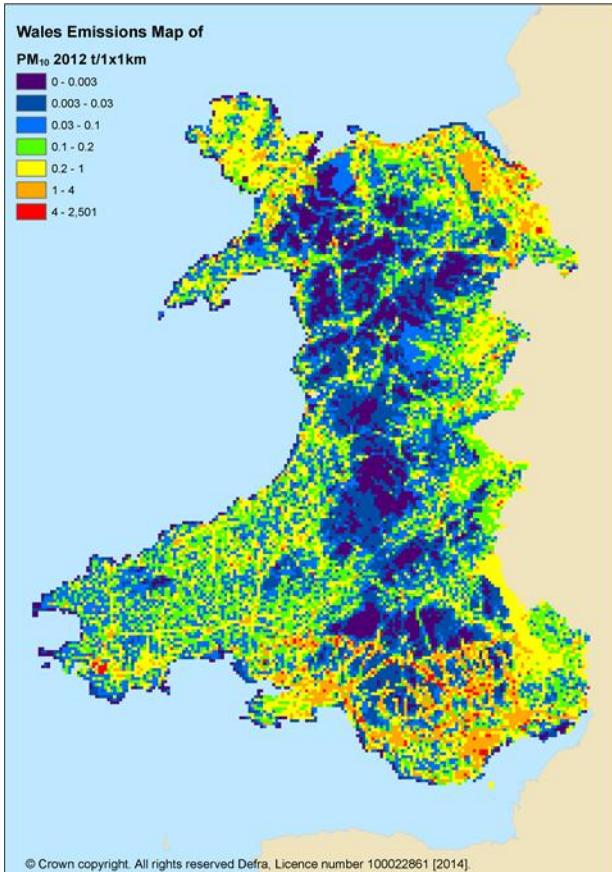 Wales Emissions Map of
PM₁₀ 2012 t/1x1km
0 - 0.003
0.003 - 0.03
0.03 - 0.1
0.1 - 0.2
0.2 - 1
1 - 4
4 - 2,501
© Crown copyright. All rights reserved Defra, Licence number 100022861 [2014].